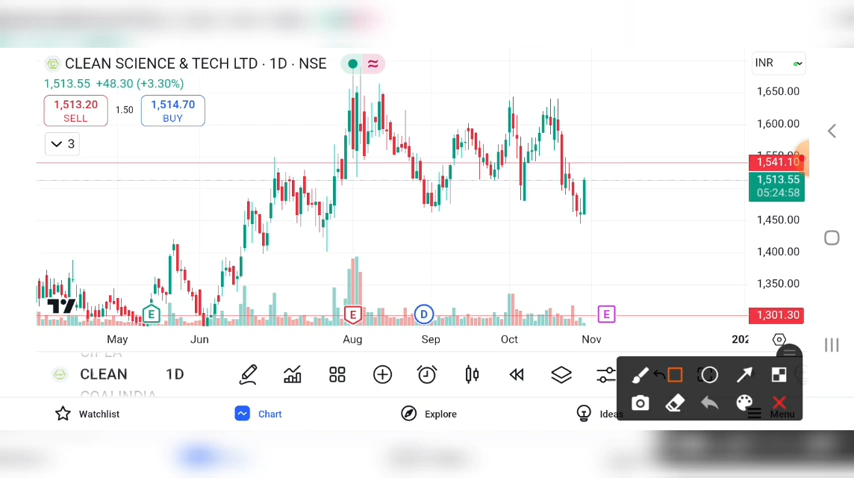 CLEAN SCIENCE & TECH LTD · 1D · NSE
INR
1,513.55 +48.30 (+3.30%)
1,513.20
SELL
1.50
1,514.70
BUY
3
1,650.00
1,600.00
1,541.10
1,513.55
05:24:58
1,450.00
1,400.00
1,350.00
1,301.30
E
E
D
E
May
Jun
Aug
Sep
Oct
Nov
202
CIPLA
CLEAN
1D
COALINDIA
Watchlist
Chart
Explore
Ideas
Menu